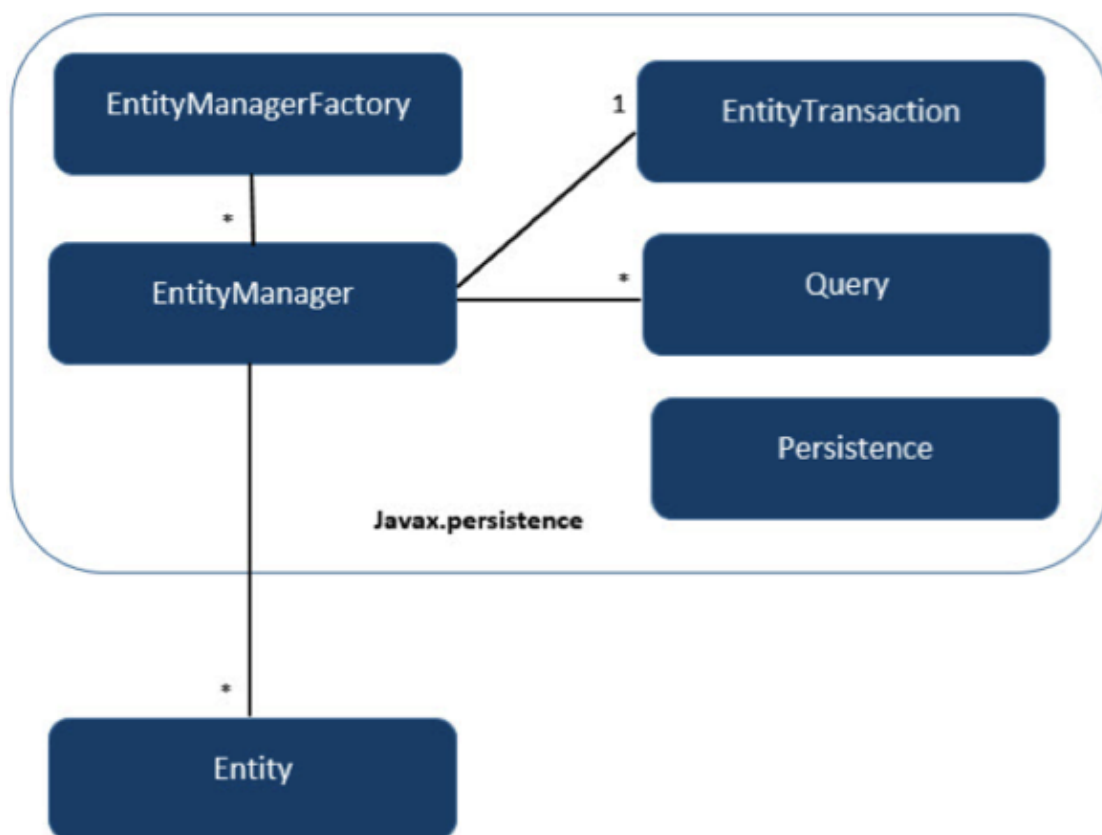 EntityManagerFactory
1
EntityTransaction
*
EntityManager
*
Query
Persistence
Javax.persistence
*
Entity